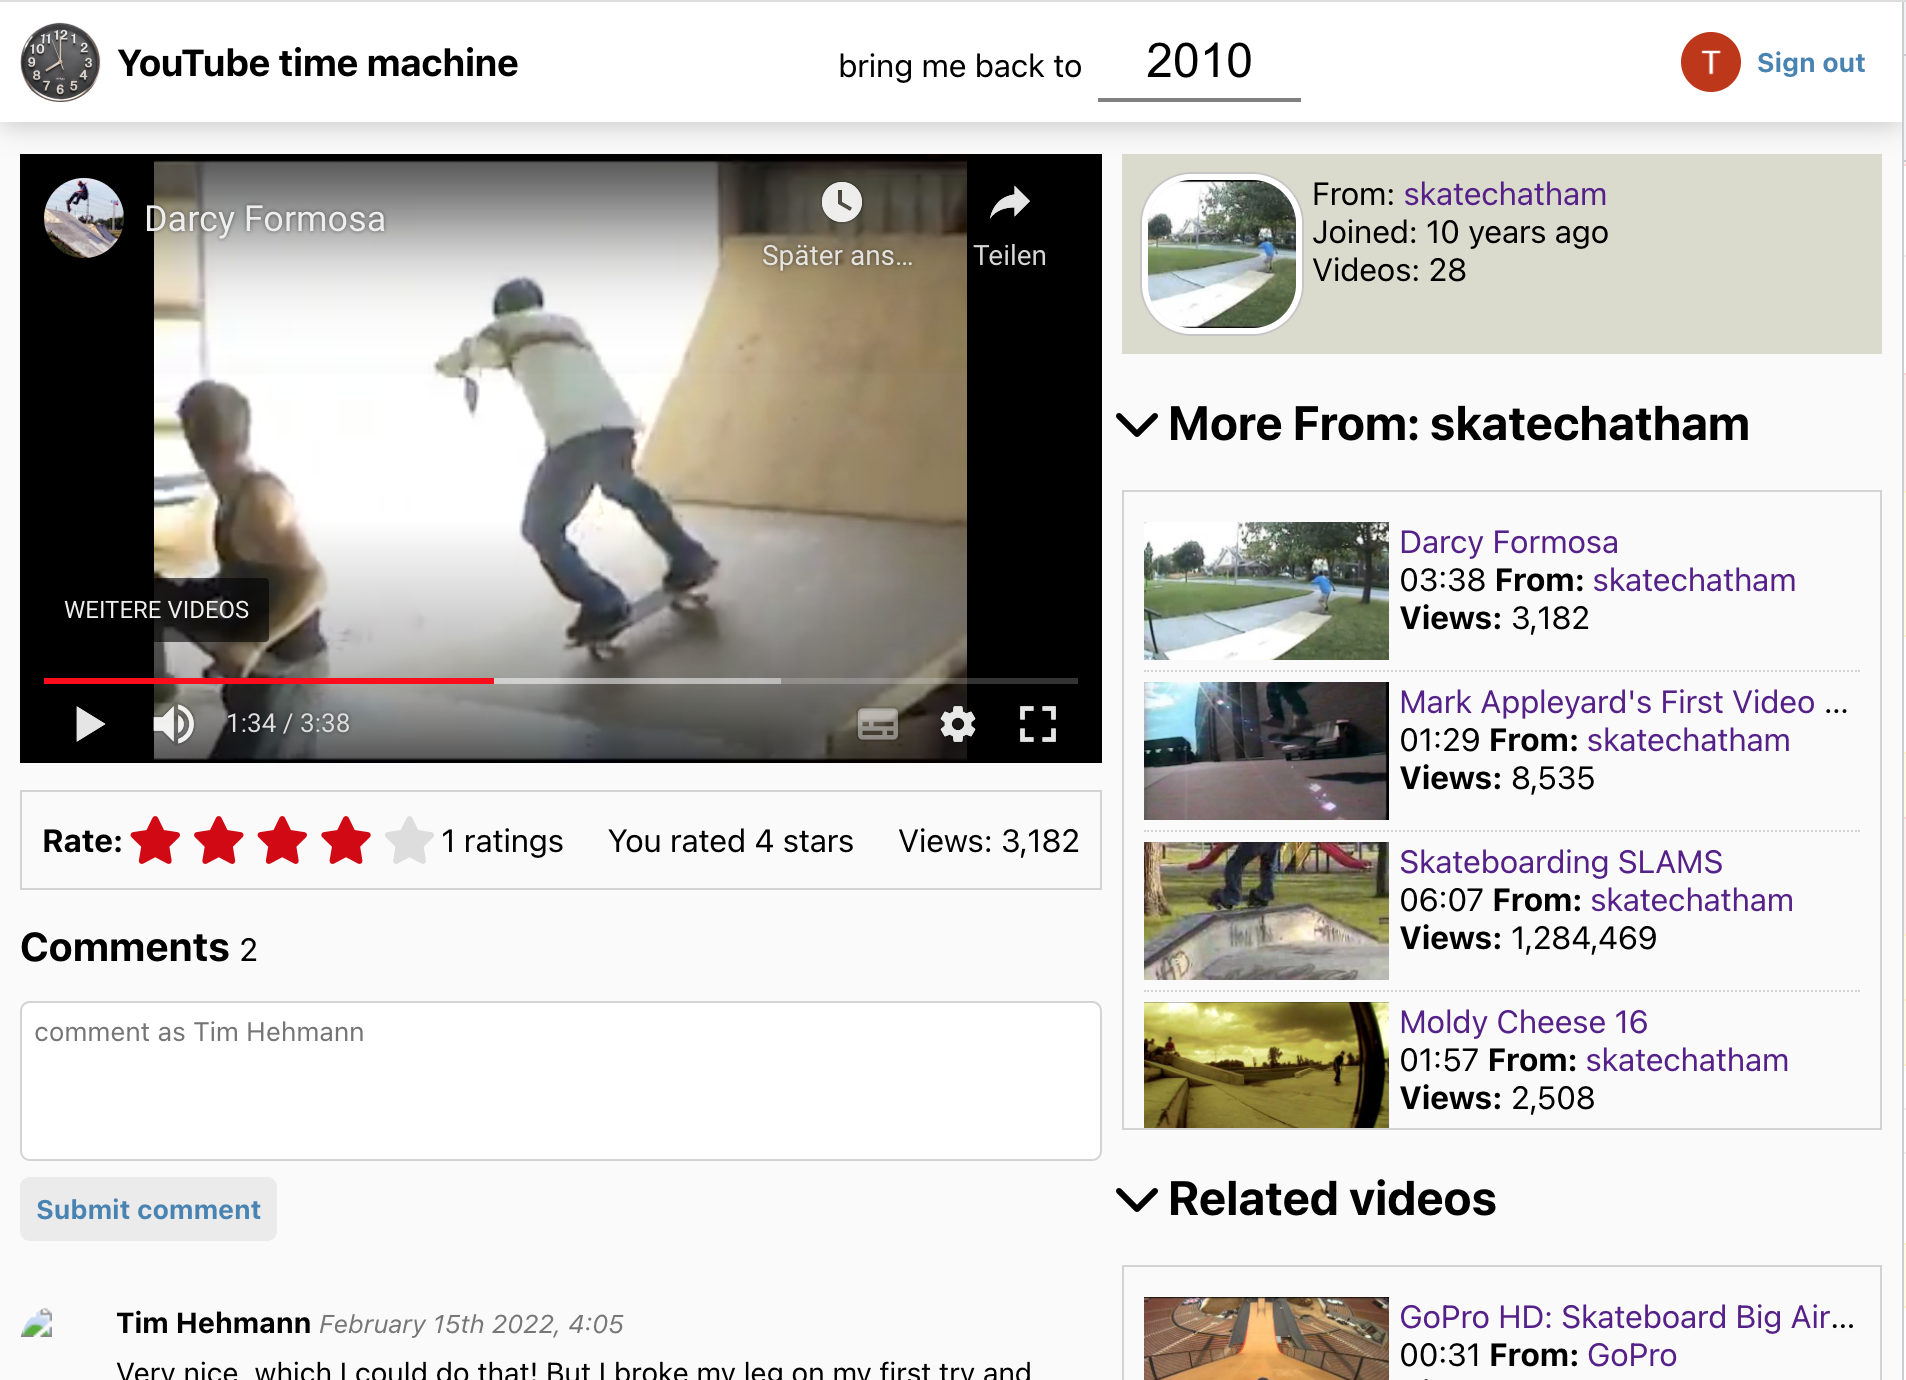 YouTube time machine
bring me back to 2010
T Sign out
Darcy Formosa
Später ans...
Teilen
WEITERE VIDEOS
1:34 / 3:38
Rate: 1 ratings You rated 4 stars Views: 3,182
Comments 2
comment as Tim Hehmann
Submit comment
Tim Hehmann February 15th 2022, 4:05
Very nice, which I could do that! But I broke my leg on my first try and
From: skatechatham
Joined: 10 years ago
Videos: 28
More From: skatechatham
Darcy Formosa
03:38 From: skatechatham
Views: 3,182
Mark Appleyard's First Video ...
01:29 From: skatechatham
Views: 8,535
Skateboarding SLAMS
06:07 From: skatechatham
Views: 1,284,469
Moldy Cheese 16
01:57 From: skatechatham
Views: 2,508
Related videos
GoPro HD: Skateboard Big Air...
00:31 From: GoPro